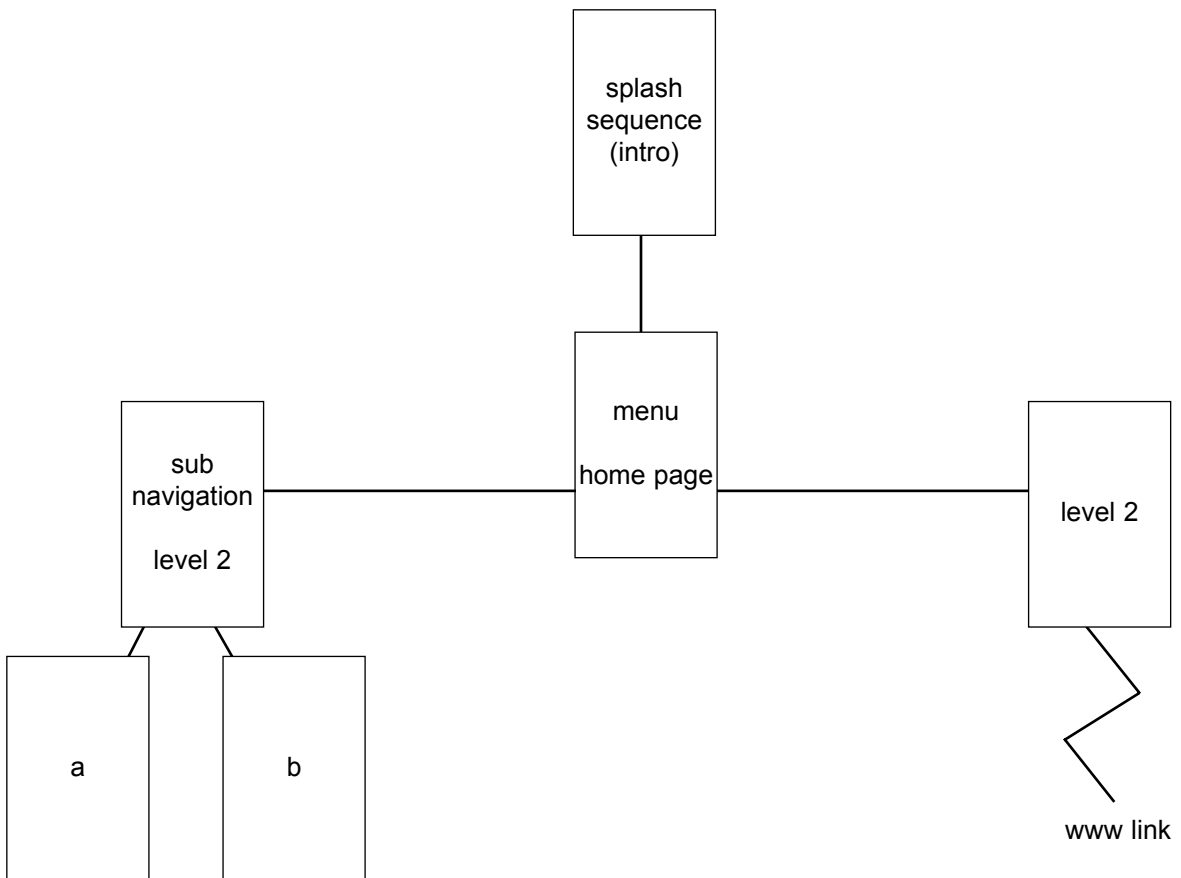 splash
sequence
(intro)
menu
home page
sub
navigation
level 2
level 2
a
b
www link